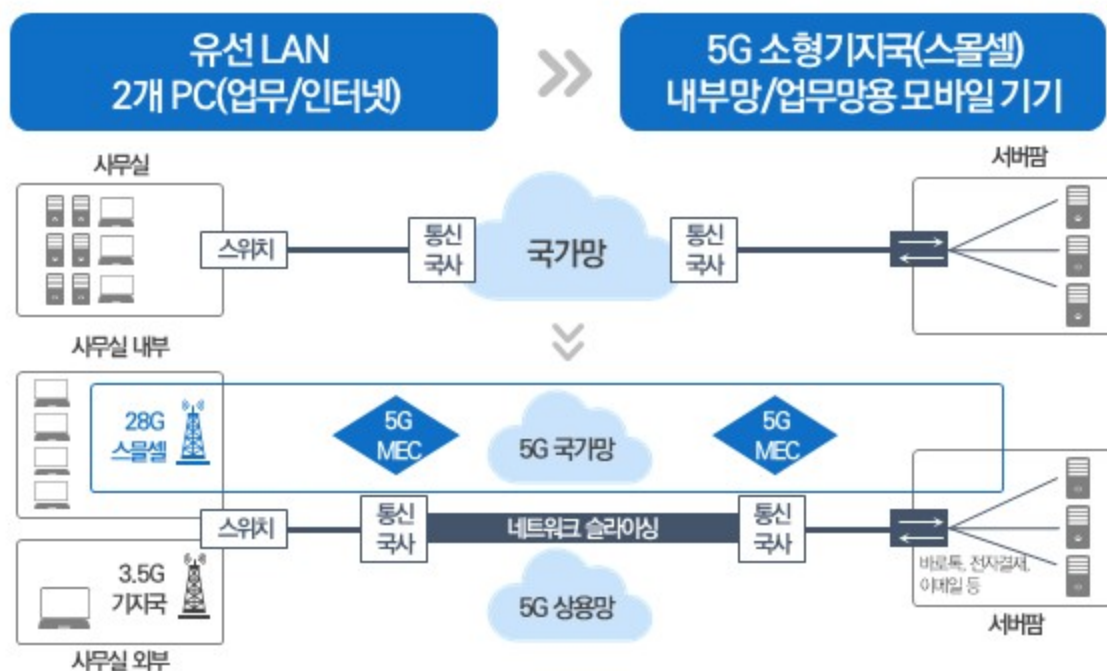 유선 LAN
2개 PC(업무/인터넷)
5G 소형기지국(스몰셀)
내부망/업무망용 모바일 기기
사무실
서버팜
스위치
통신
국사
국가망
통신
국사
사무실 내부
28G
스몰셀
5G
MEC
5G 국가망
5G
MEC
스위치
통신
국사
네트워크 슬라이싱
통신
국사
3.5G
기지국
5G 상용망
바로톡, 전자결재,
이메일 등
서버팜
사무실 외부